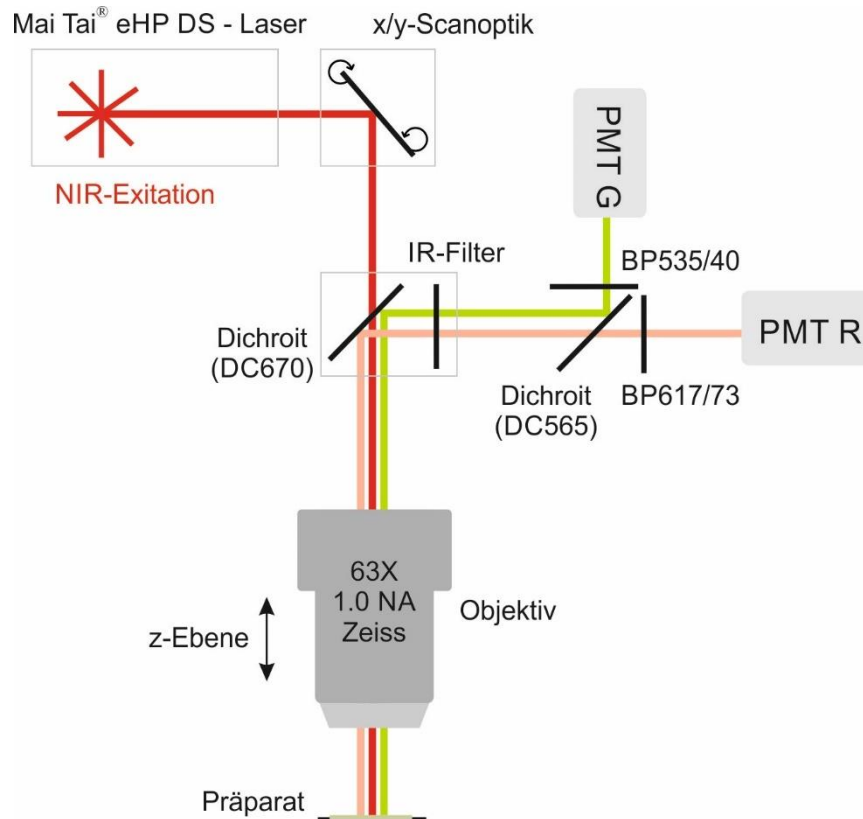 Mai Tai® eHP DS - Laser
x/y-Scanoptik
NIR-Exitation
PMT G
IR-Filter
BP535/40
Dichroit
(DC670)
PMT R
Dichroit
(DC565)
BP617/73
63X
1.0 NA
Zeiss
Objektiv
z-Ebene
Präparat